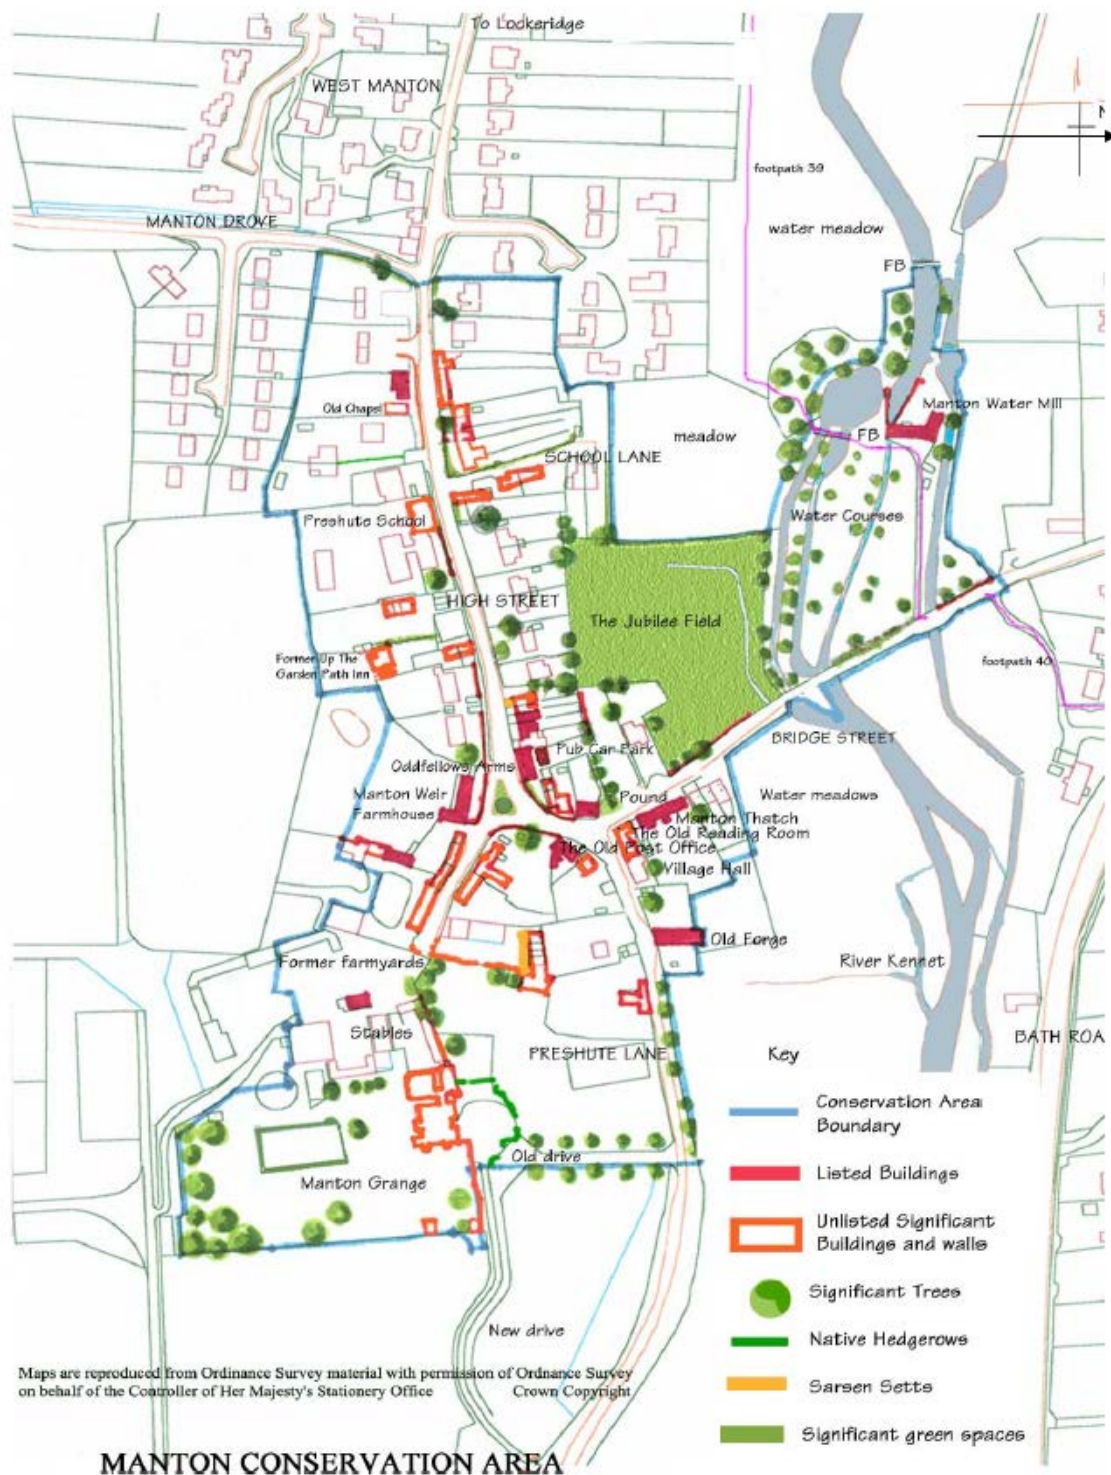 To Lockeridge
WEST MANTON
N
footpath 39
MANTON DROVE
water meadow
FB
Old Chapel
Manton Water Mill
meadow
FB
SCHOOL LANE
Preshute School
Water Courses
HIGH STREET
The Jubilee Field
Former Up The
Garden Path Inn
footpath 40
BRIDGE STREET
Pub Car Park
Oddfellows Arms
Manton Weir
Farmhouse
Pound
Water meadows
Manton Thatch
The Old Reading Room
The Old Post Office
Village Hall
Old Forge
Former farmyards
River Kennet
Stables
PRESHUTE LANE
BATH ROA
Key
Conservation Area
Boundary
Old drive
Listed Buildings
Manton Grange
Unlisted Significant
Buildings and walls
Significant Trees
New drive
Native Hedgerows
Maps are reproduced from Ordinance Survey material with permission of Ordnance Survey
on behalf of the Controller of Her Majesty's Stationery Office Crown Copyright
Sarsen Setts
Significant green spaces
MANTON CONSERVATION AREA